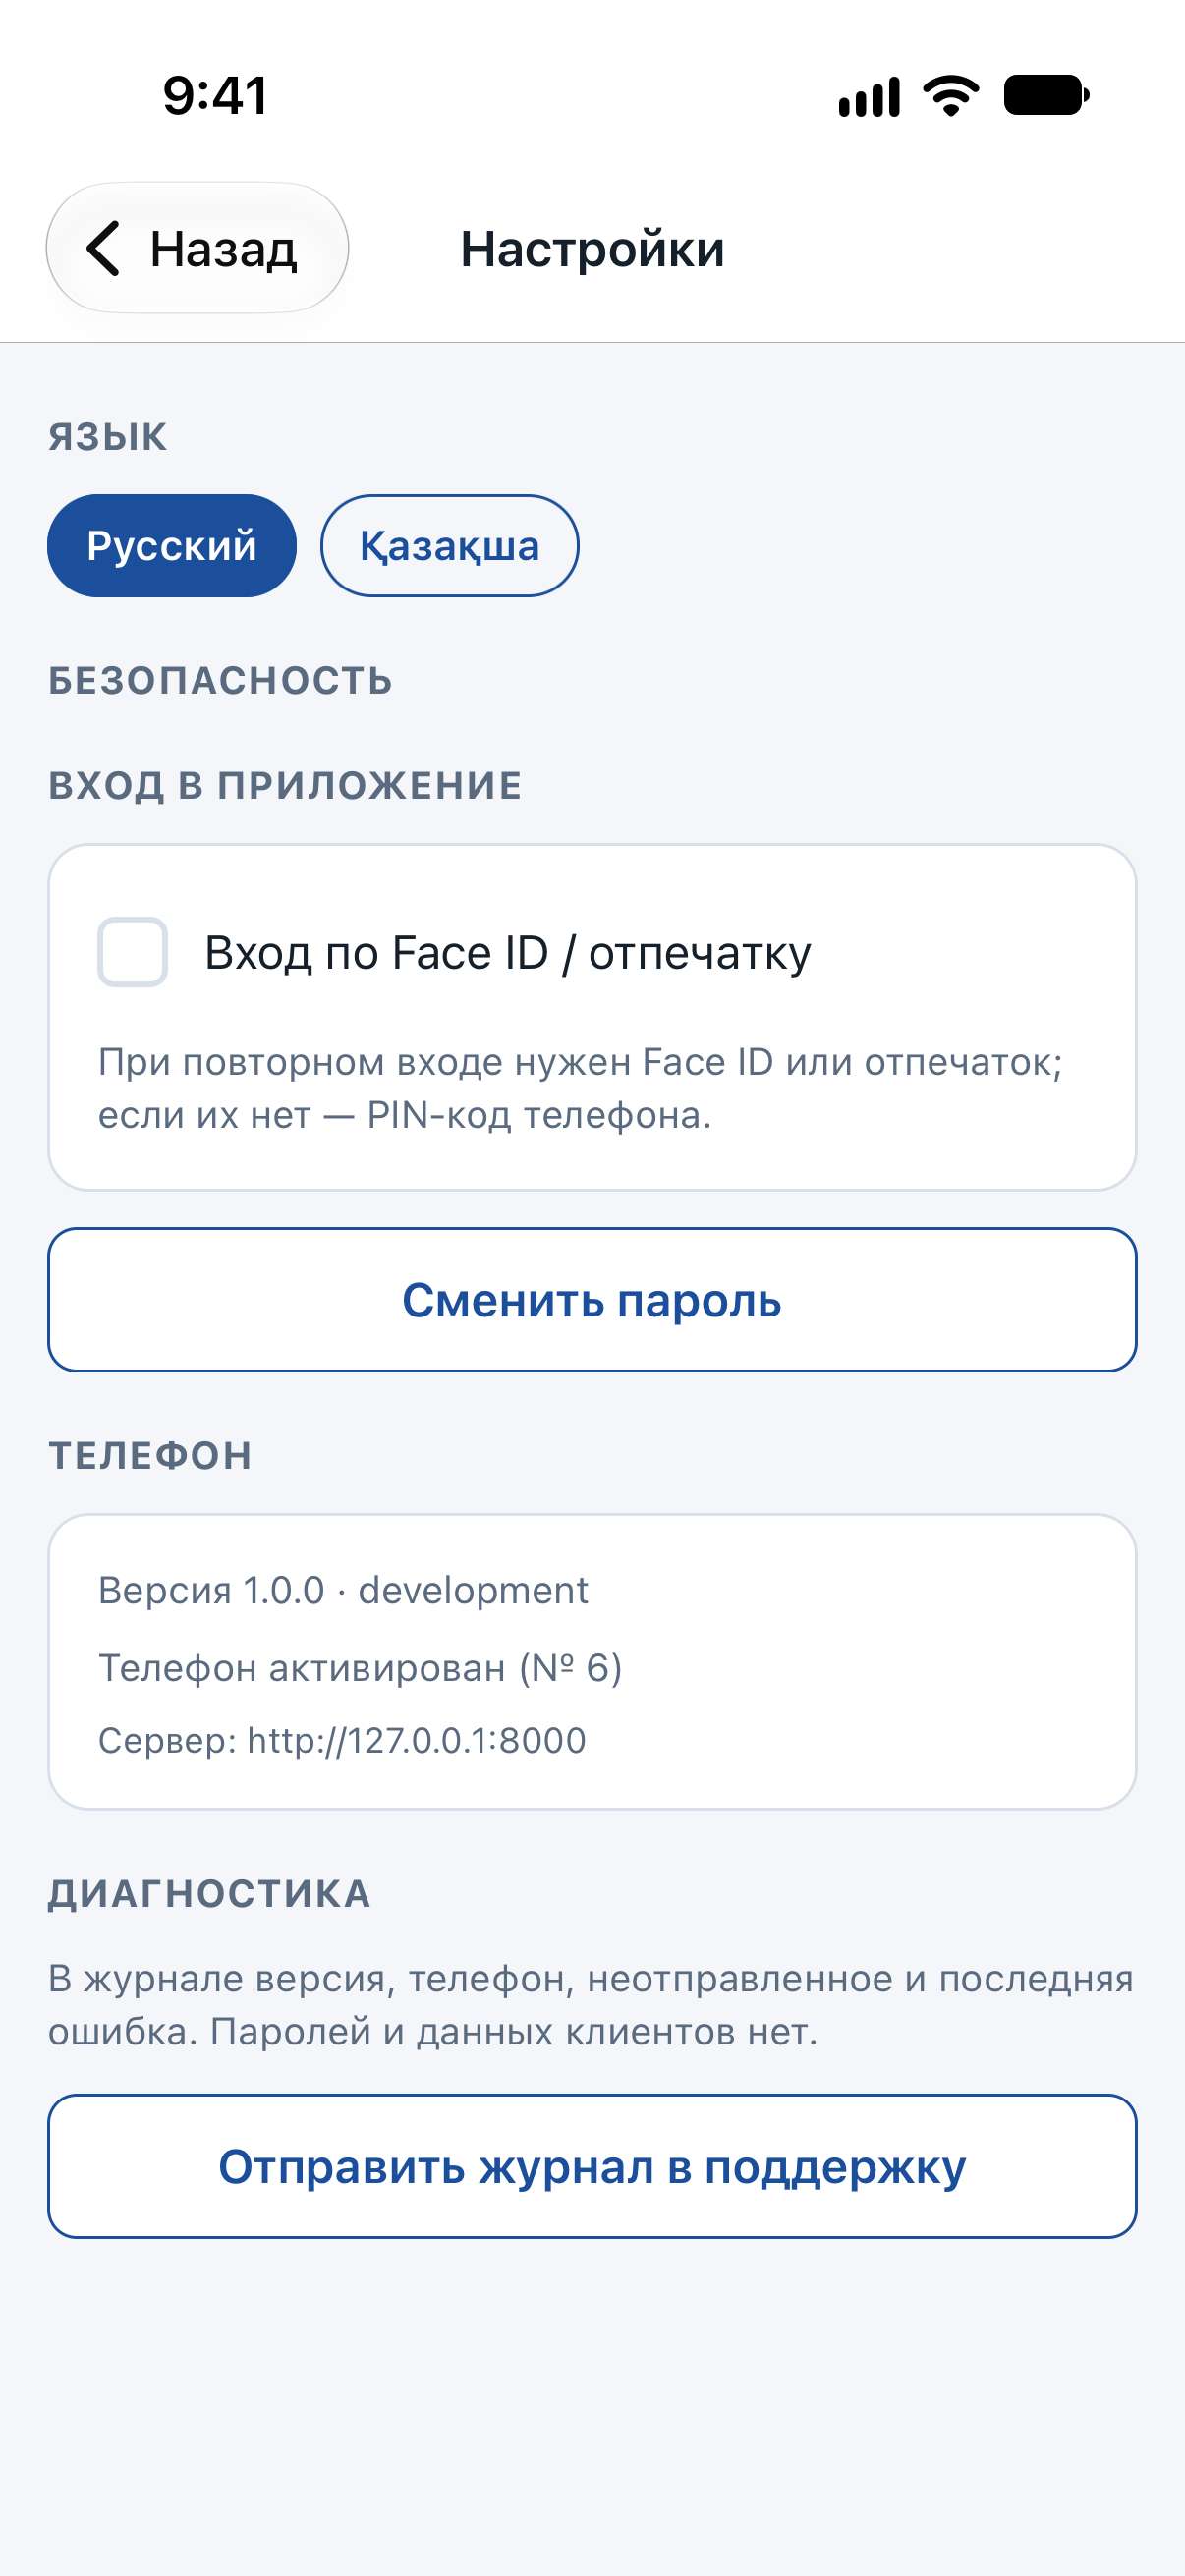 9:41
Назад
Настройки
ЯЗЫК
Русский
Қазақша
БЕЗОПАСНОСТЬ
ВХОД В ПРИЛОЖЕНИЕ
Вход по Face ID / отпечатку
При повторном входе нужен Face ID или отпечаток;
если их нет — PIN-код телефона.
Сменить пароль
ТЕЛЕФОН
Версия 1.0.0 · development
Телефон активирован (№ 6)
Сервер: http://127.0.0.1:8000
ДИАГНОСТИКА
В журнале версия, телефон, неотправленное и последняя
ошибка. Паролей и данных клиентов нет.
Отправить журнал в поддержку